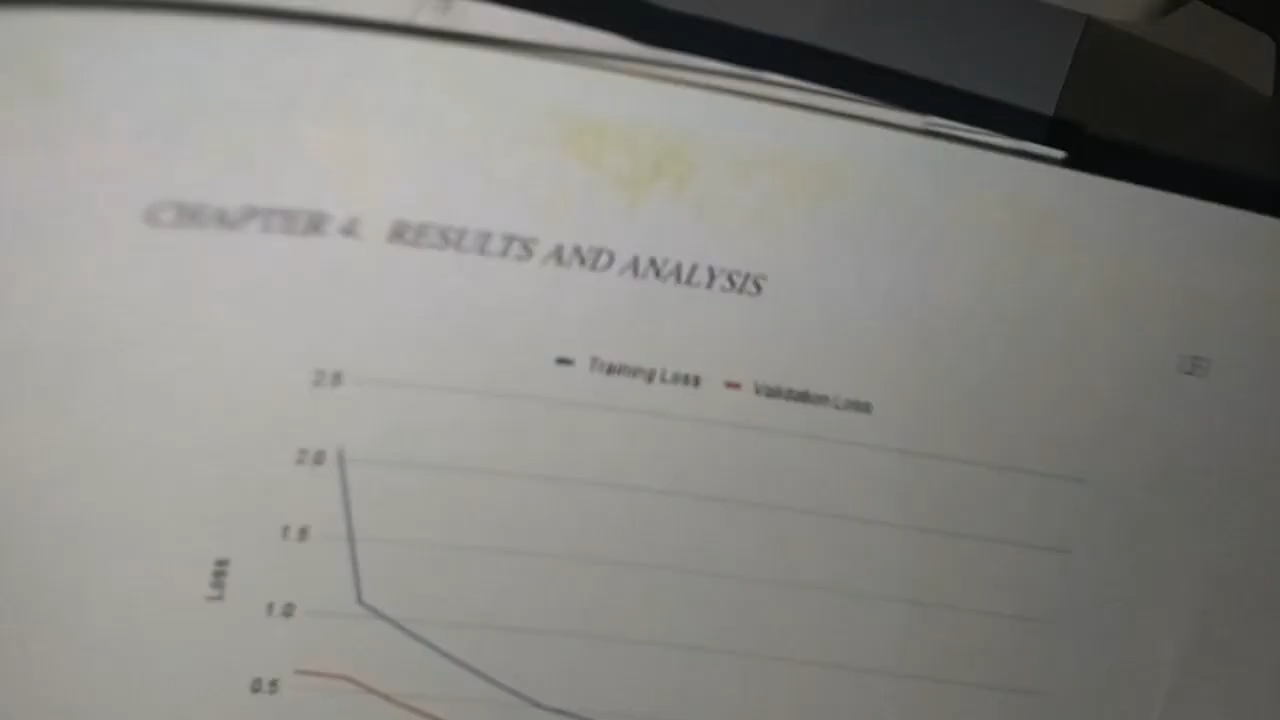 CHAPTER 4. RESULTS AND ANALYSIS
Training Loss Validation Loss
2.5
2.0
1.5
1.0
0.5
Loss